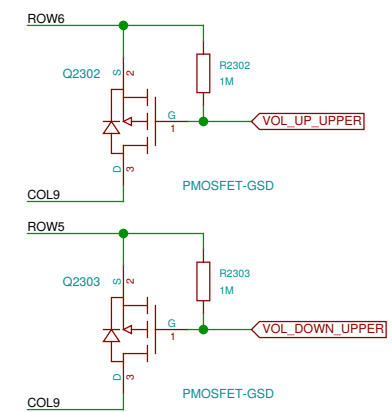 ROW6
Q2302
S
2
R2302
1M
G
1
VOL_UP_UPPER
D
3
PMOSFET-GSD
COL9
ROW5
Q2303
S
2
R2303
1M
G
1
VOL_DOWN_UPPER
D
3
PMOSFET-GSD
COL9